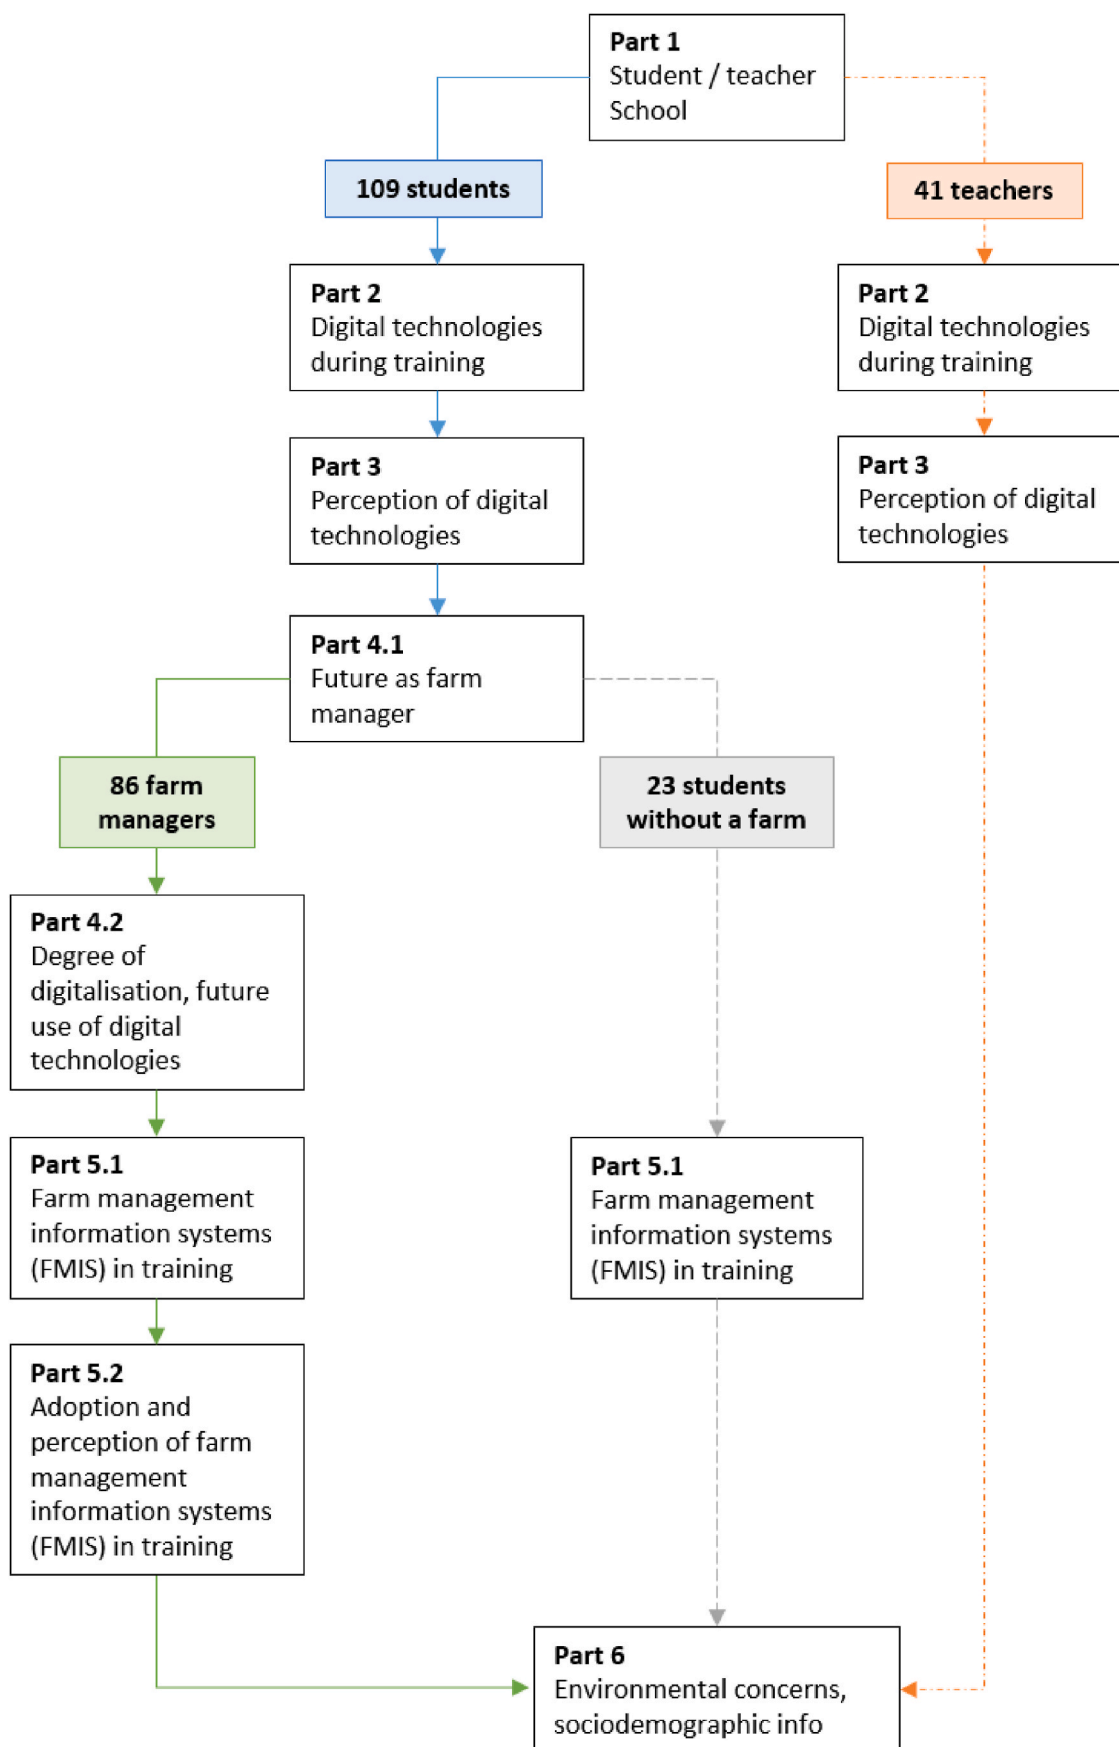 Part 1
Student / teacher
School
109 students
41 teachers
Part 2
Digital technologies
during training
Part 2
Digital technologies
during training
Part 3
Perception of digital
technologies
Part 3
Perception of digital
technologies
Part 4.1
Future as farm
manager
86 farm
managers
23 students
without a farm
Part 4.2
Degree of
digitalisation, future
use of digital
technologies
Part 5.1
Farm management
information systems
(FMIS) in training
Part 5.1
Farm management
information systems
(FMIS) in training
Part 5.2
Adoption and
perception of farm
management
information systems
(FMIS) in training
Part 6
Environmental concerns,
sociodemographic info